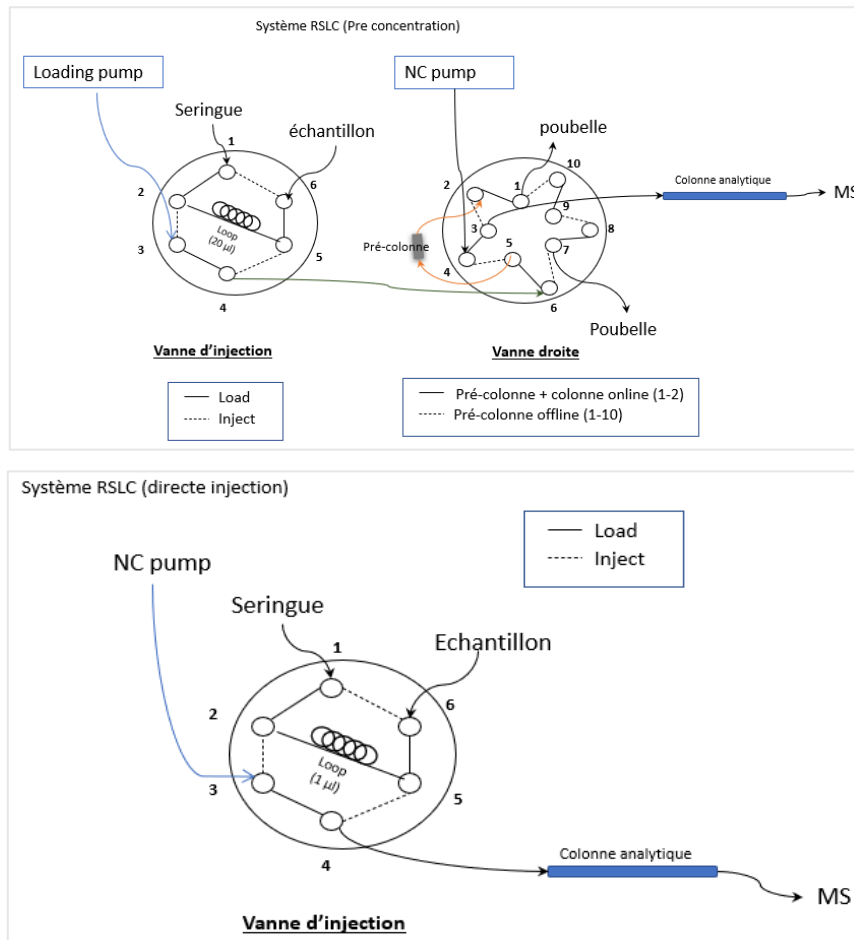 Système RSLC (Pre concentration)
Loading pump
NC pump
Seringue
échantillon
poubelle
1
2
3
4
5
6
Loop
(20 µl)
Pré-colonne
1
2
3
4
5
6
7
8
9
10
Colonne analytique
MS
Poubelle
Vanne d'injection
Vanne droite
Load
Inject
Pré-colonne + colonne online (1-2)
Pré-colonne offline (1-10)
Système RSLC (directe injection)
Load
Inject
NC pump
Seringue
Echantillon
1
2
3
4
5
6
Loop
(1 µl)
Colonne analytique
MS
Vanne d'injection